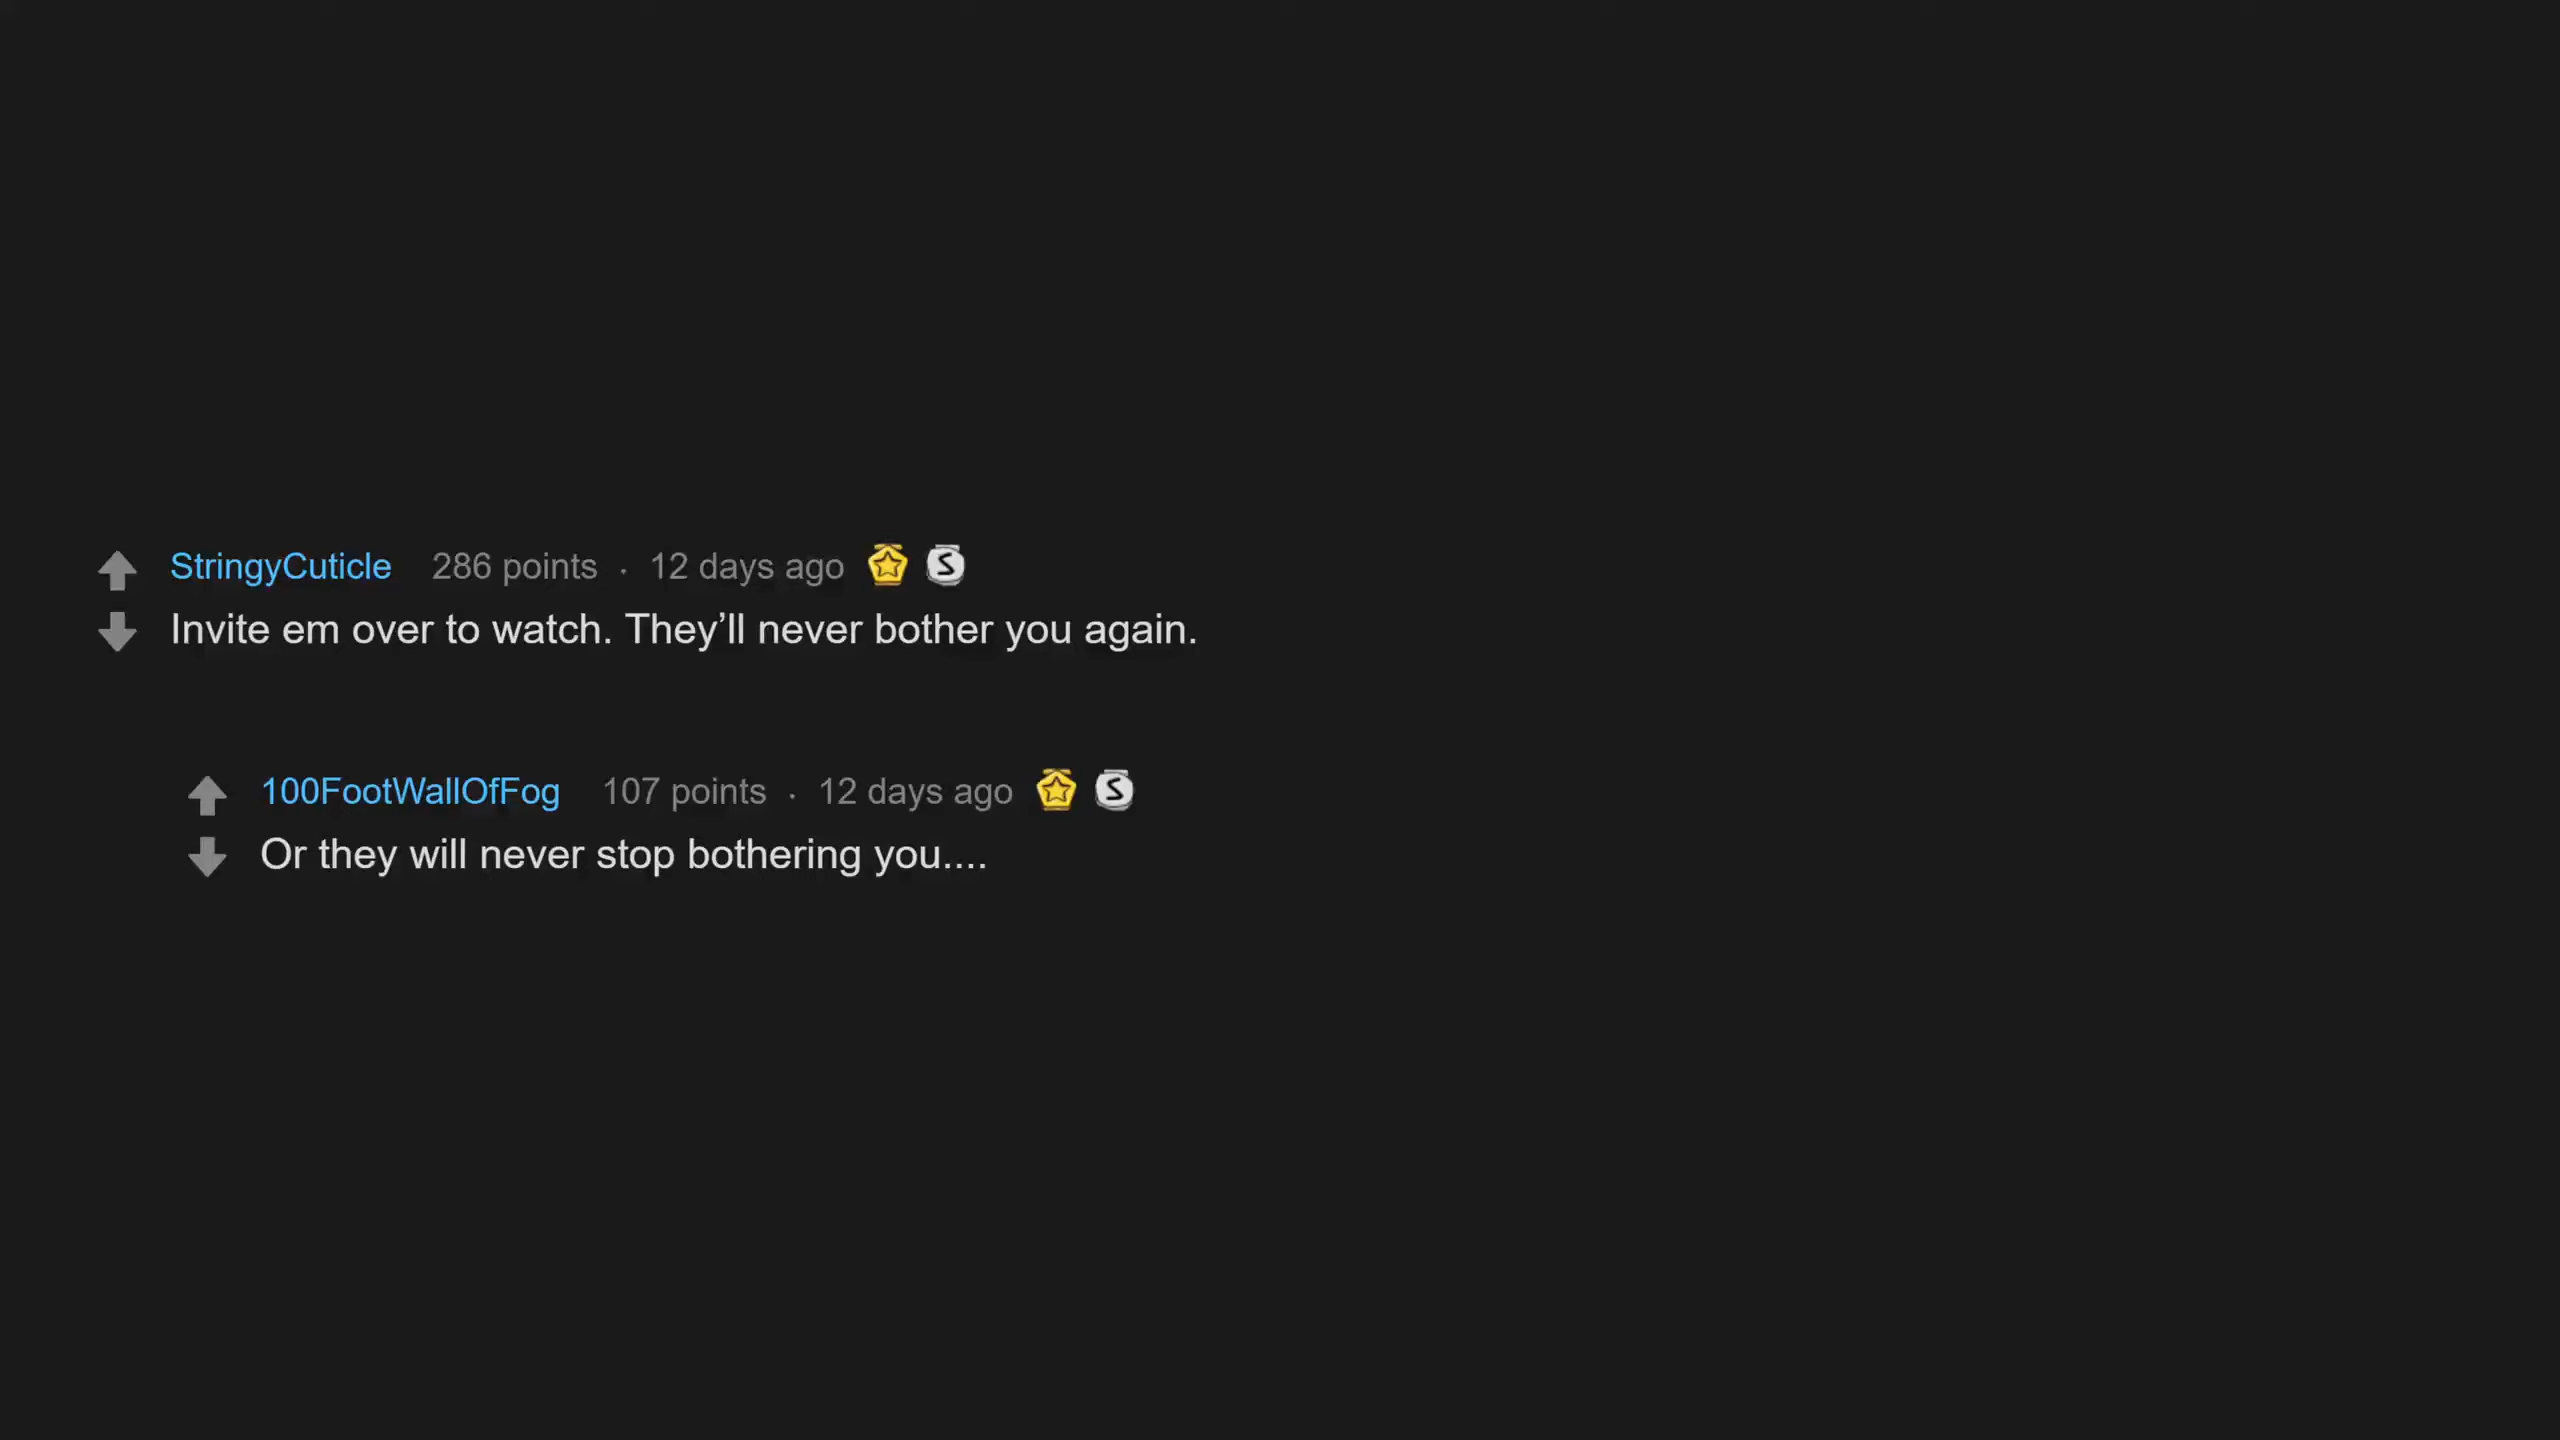 StringyCuticle 286 points · 12 days ago S
Invite em over to watch. They’ll never bother you again.
100FootWallOfFog 107 points · 12 days ago S
Or they will never stop bothering you....